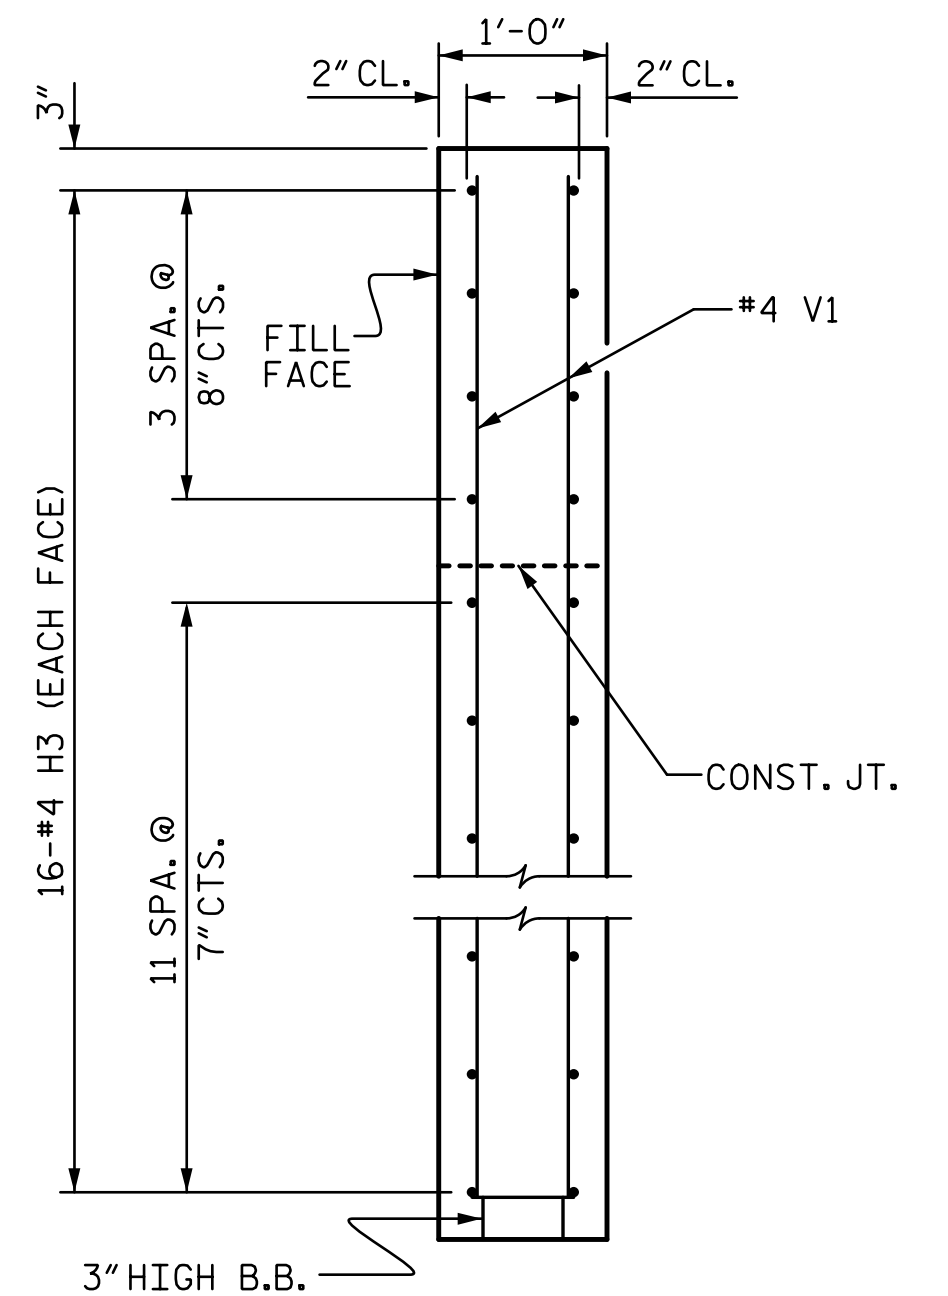 1'-0"
2" CL.
2" CL.
3"
3 SPA. @
8" CTS.
FILL
FACE
#4 V1
16-#4 H3 (EACH FACE)
CONST. JT.
11 SPA. @
7" CTS.
3" HIGH B.B.